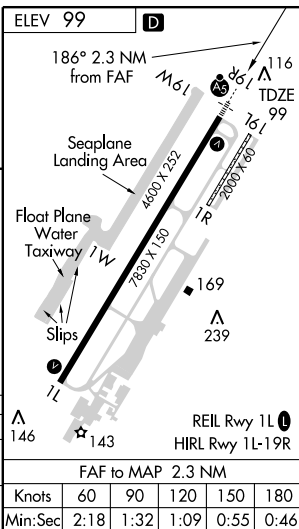 ELEV 99 D
186° 2.3 NM
from FAF
A5
116
TDZE
99
19W
19R
19L
Seaplane
Landing Area
4600 X 252
2000 X 60
V
Float Plane
Water
Taxiway
1W
7830 X 150
1R
169
239
Slips
V
1L
146
143
REIL Rwy 1L L
HIRL Rwy 1L-19R
FAF to MAP 2.3 NM
Knots 60 90 120 150 180
Min:Sec 2:18 1:32 1:09 0:55 0:46